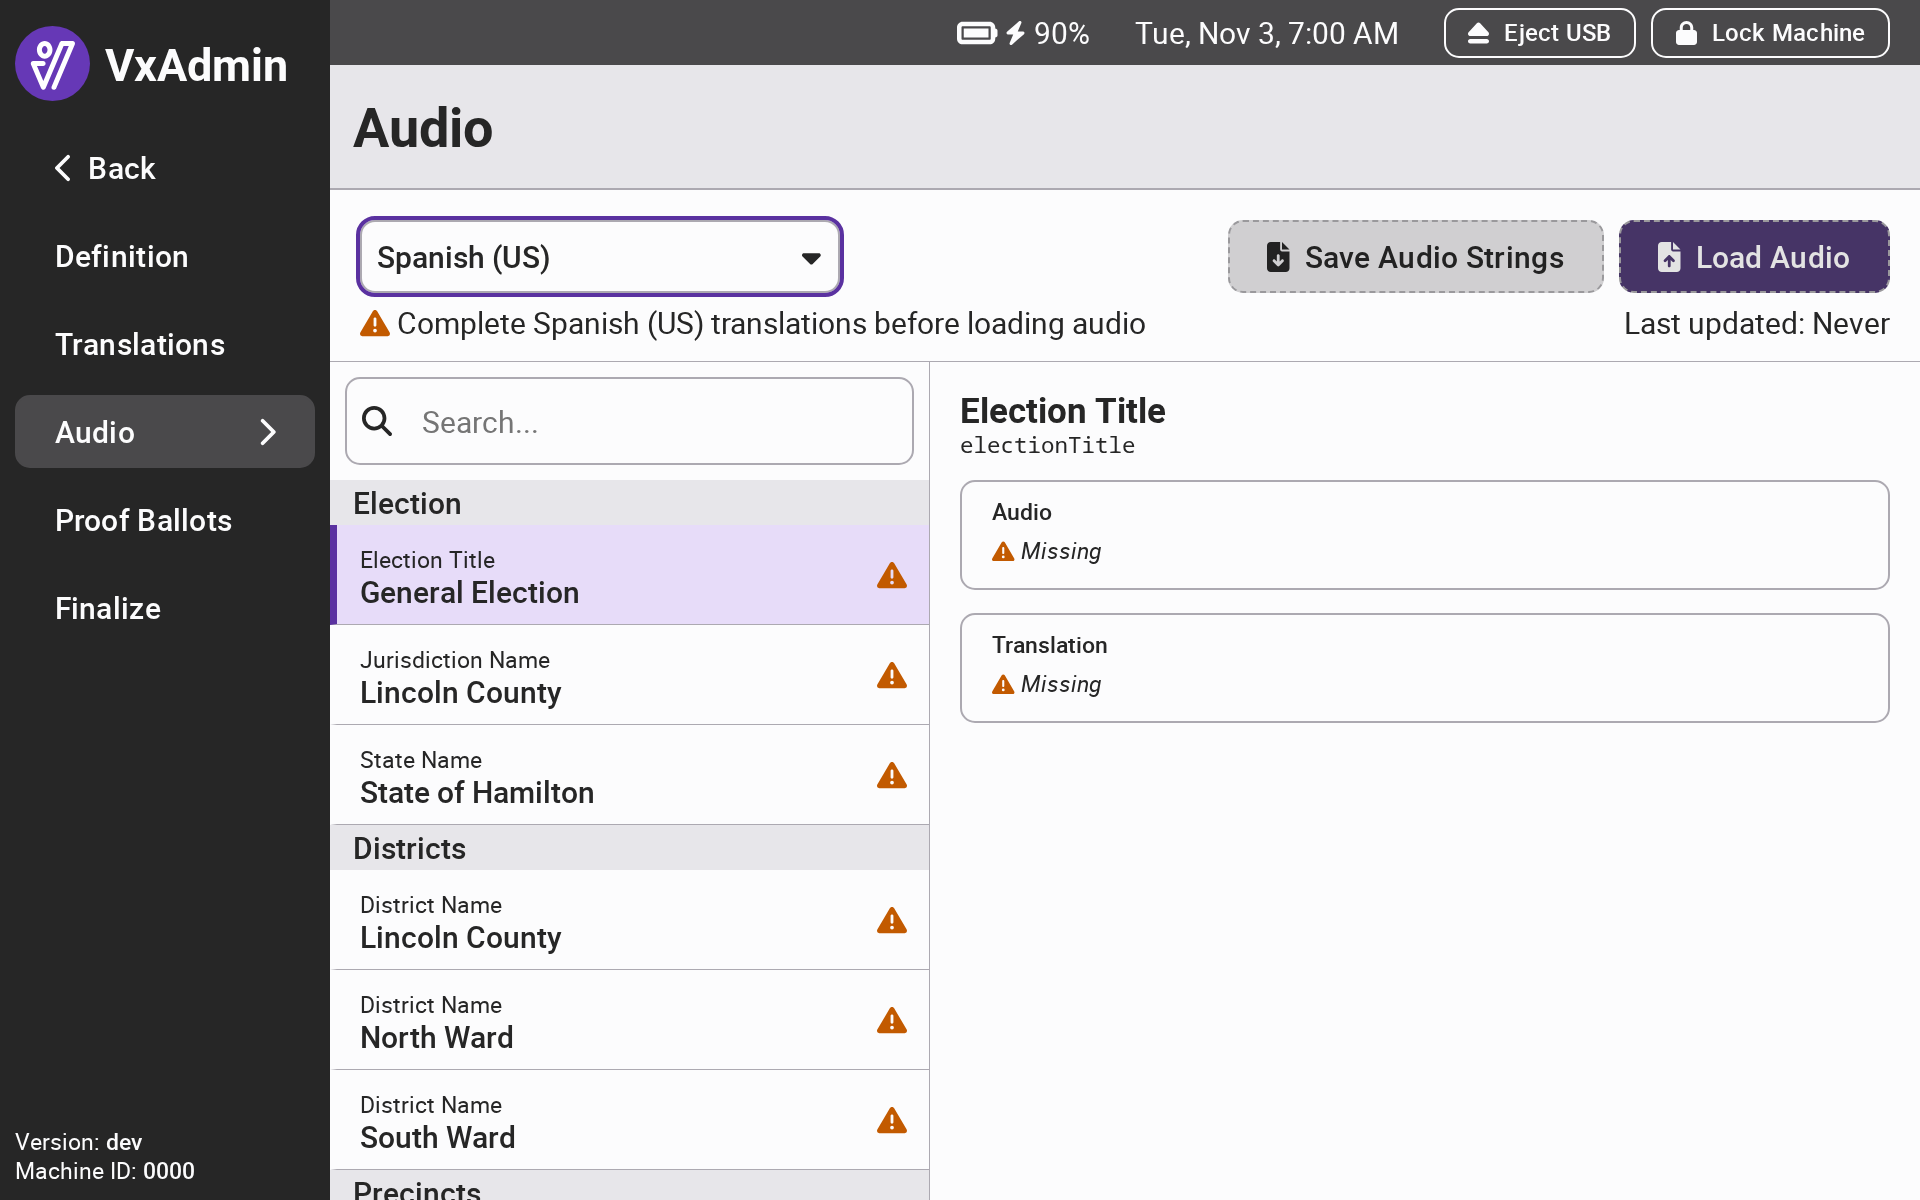 VxAdmin
90%
Tue, Nov 3, 7:00 AM
Eject USB
Lock Machine
Back
Definition
Translations
Audio
Proof Ballots
Finalize
Version: dev
Machine ID: 0000
Audio
Spanish (US)
Save Audio Strings
Load Audio
Complete Spanish (US) translations before loading audio
Last updated: Never
Search...
Election
Election Title
General Election
Jurisdiction Name
Lincoln County
State Name
State of Hamilton
Districts
District Name
Lincoln County
District Name
North Ward
District Name
South Ward
Precincts
Election Title
electionTitle
Audio
Missing
Translation
Missing